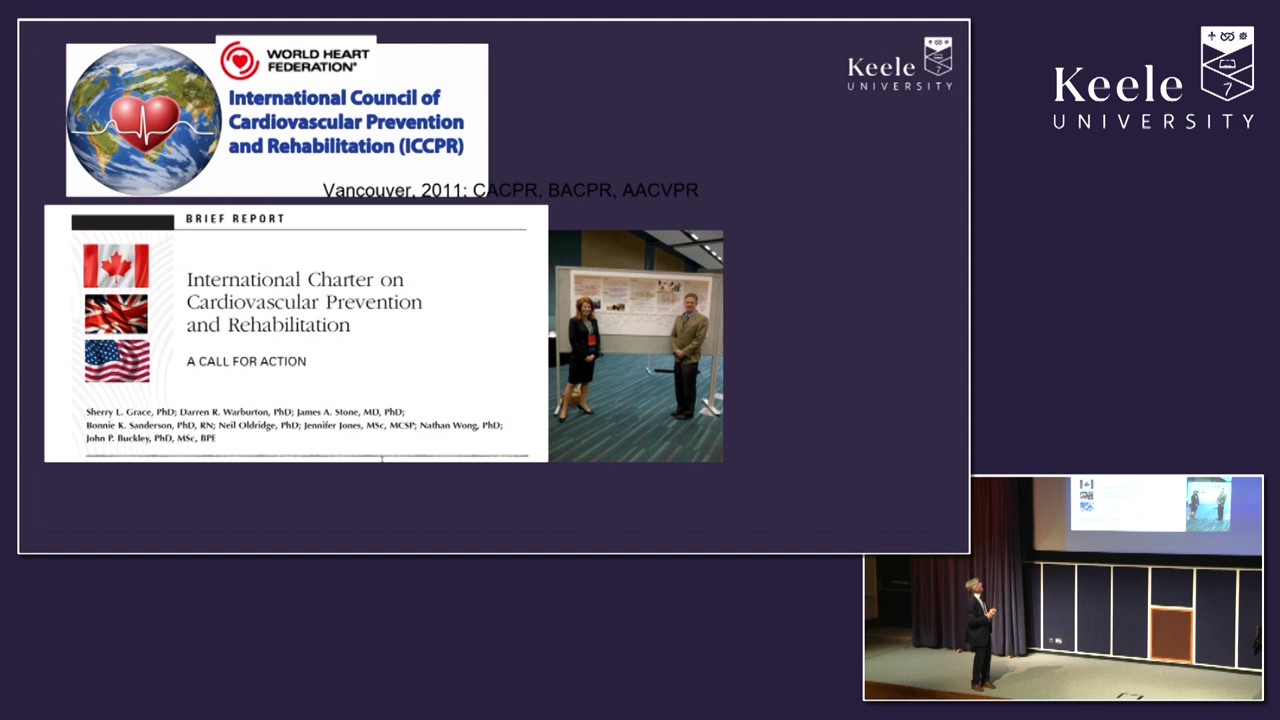 WORLD HEART
FEDERATION®
International Council of
Cardiovascular Prevention
and Rehabilitation (ICCPR)
Keele
UNIVERSITY
Keele
UNIVERSITY
Vancouver, 2011; CACPR, BACPR, AACVPR
BRIEF REPORT
International Charter on
Cardiovascular Prevention
and Rehabilitation
A CALL FOR ACTION
Sherry L. Grace, PhD; Darren R. Warburton, PhD; James A. Stone, MD, PhD;
Bonnie K. Sanderson, PhD, RN; Neil Oldridge, PhD; Jennifer Jones, MSc, MCSP; Nathan Wong, PhD;
John P. Buckley, PhD, MSc, BPE